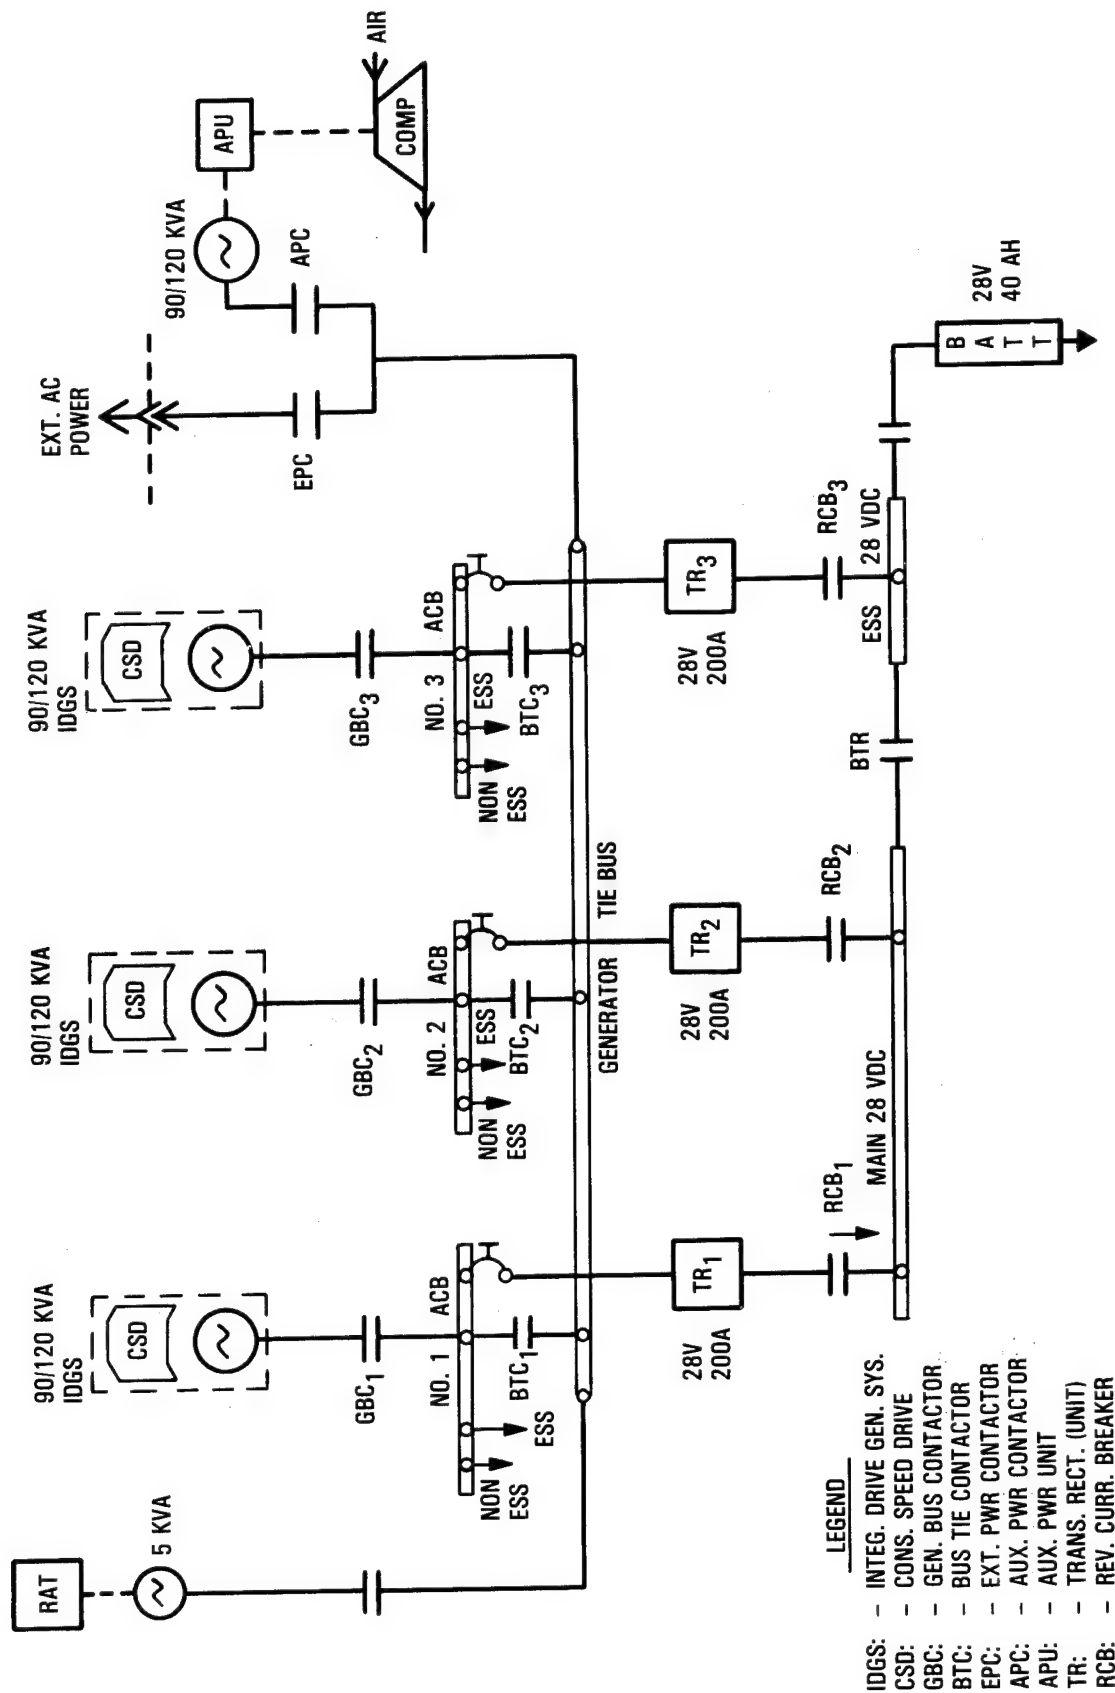 RAT
5 KVA
90/120 KVA
IDGS
CSD
GBC1
NO. 1
ACB
NON
ESS
ESS
BTC1
90/120 KVA
IDGS
CSD
GBC2
NO. 2
ACB
NON
ESS
ESS
BTC2
90/120 KVA
IDGS
CSD
GBC3
NO. 3
ACB
NON
ESS
ESS
BTC3
EXT. AC
POWER
EPC
90/120 KVA
APC
APU
COMP
AIR
GENERATOR TIE BUS
28V
200A
TR1
28V
200A
TR2
28V
200A
TR3
RCB1
RCB2
RCB3
MAIN 28 VDC
BTR
ESS 28 VDC
BATT
28V
40 AH
LEGEND
IDGS: – INTEG. DRIVE GEN. SYS.
CSD: – CONS. SPEED DRIVE
GBC: – GEN. BUS CONTACTOR
BTC: – BUS TIE CONTACTOR
EPC: – EXT. PWR CONTACTOR
APC: – AUX. PWR CONTACTOR
APU: – AUX. PWR UNIT
TR: – TRANS. RECT. (UNIT)
RCB: – REV. CURR. BREAKER